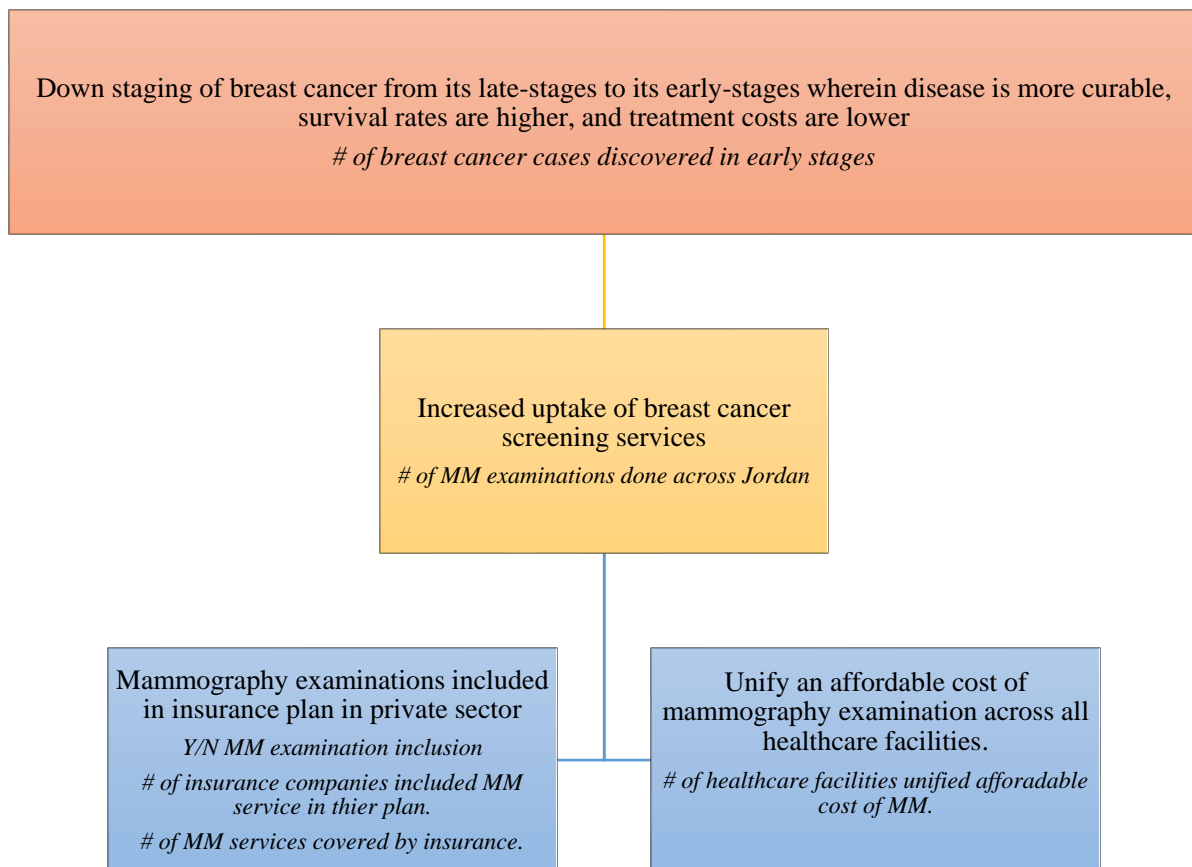 Down staging of breast cancer from its late-stages to its early-stages wherein disease is more curable,
survival rates are higher, and treatment costs are lower
# of breast cancer cases discovered in early stages
Increased uptake of breast cancer
screening services
# of MM examinations done across Jordan
Mammography examinations included
in insurance plan in private sector
Y/N MM examination inclusion
# of insurance companies included MM
service in thier plan.
# of MM services covered by insurance.
Unify an affordable cost of
mammography examination across all
healthcare facilities.
# of healthcare facilities unified afforadable
cost of MM.